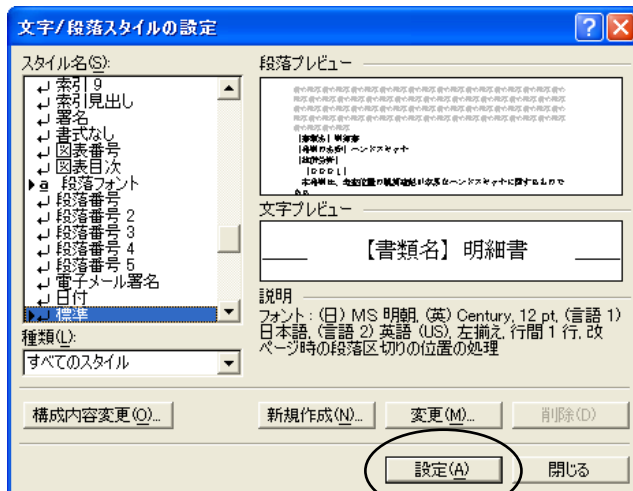 文字/段落スタイルの設定
スタイル名(S):
索引 9
索引見出し
署名
書式なし
図表番号
図表目次
a 段落フォント
段落番号
段落番号 2
段落番号 3
段落番号 4
段落番号 5
電子メール署名
日付
標準
種類(L):
すべてのスタイル
段落プレビュー
文字プレビュー
【書類名】明細書
説明
フォント : (日) MS 明朝, (英) Century, 12 pt, (言語 1)
日本語, (言語 2) 英語 (US), 左揃え, 行間 1 行, 改
ページ時の段落区切りの位置の処理
構成内容変更(O)...
新規作成(N)...
変更(M)...
削除(D)
設定(A)
閉じる